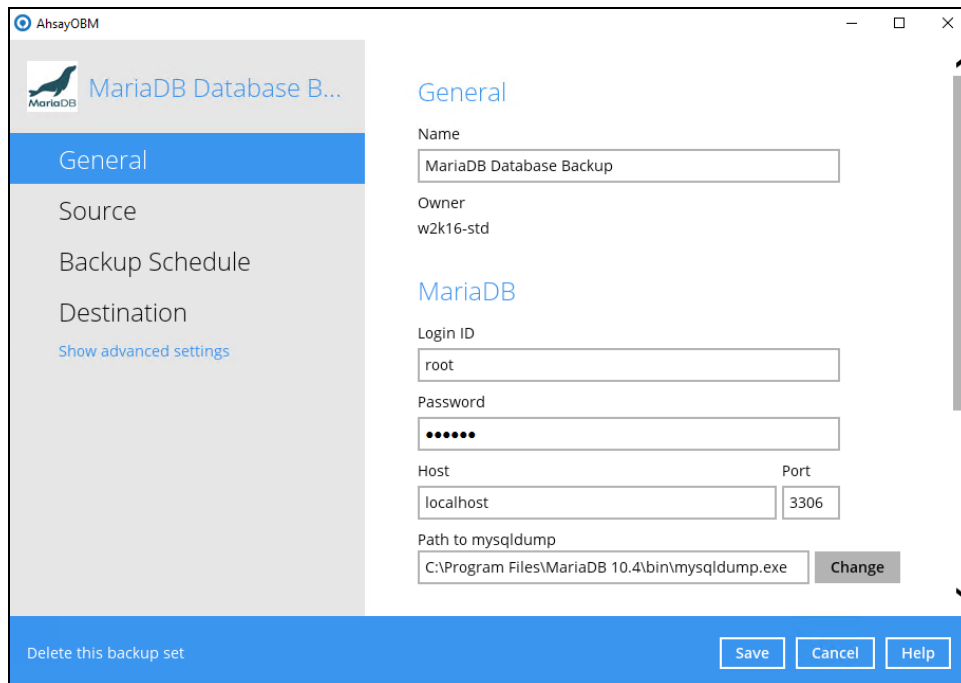 AhsayOBM
MariaDB
MariaDB Database B...
General
Source
Backup Schedule
Destination
Show advanced settings
General
Name
MariaDB Database Backup
Owner
w2k16-std
MariaDB
Login ID
root
Password
••••••
Host Port
localhost 3306
Path to mysqldump
C:\Program Files\MariaDB 10.4\bin\mysqldump.exe Change
Delete this backup set Save Cancel Help